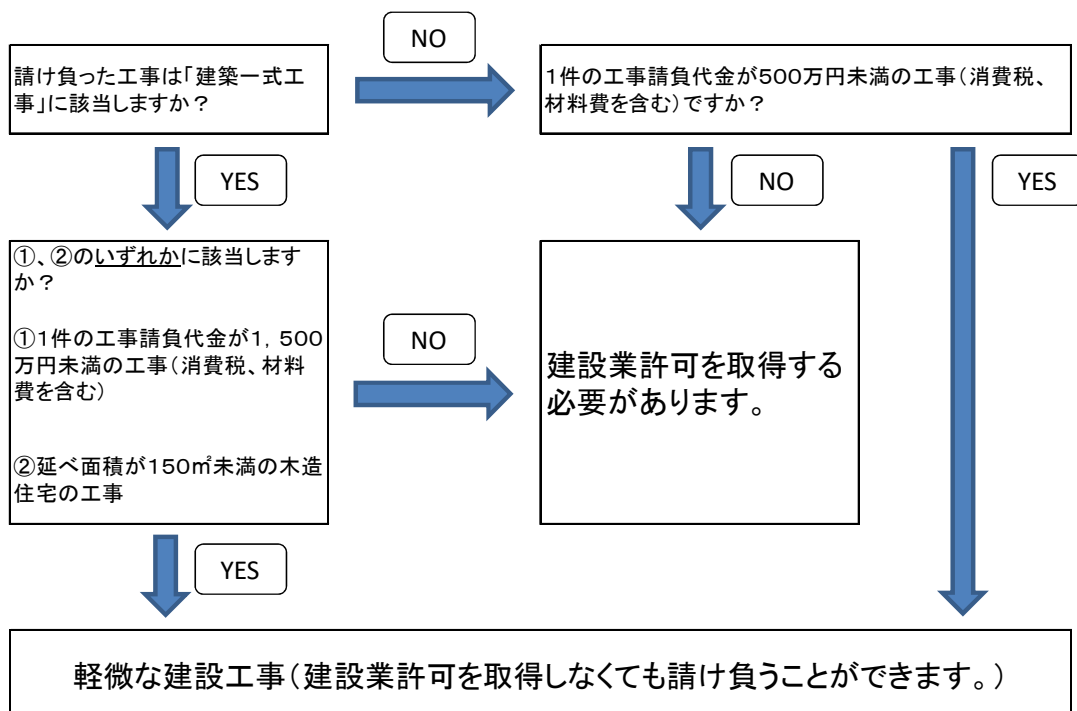 NO
請け負った工事は「建築一式工
事」に該当しますか？
1件の工事請負代金が500万円未満の工事（消費税、
材料費を含む）ですか？
YES
NO
YES
①、②のいずれかに該当します
か？
①1件の工事請負代金が1，500
万円未満の工事（消費税、材料
費を含む）
②延べ面積が150㎡未満の木造
住宅の工事
NO
建設業許可を取得する
必要があります。
YES
軽微な建設工事（建設業許可を取得しなくても請け負うことができます。）